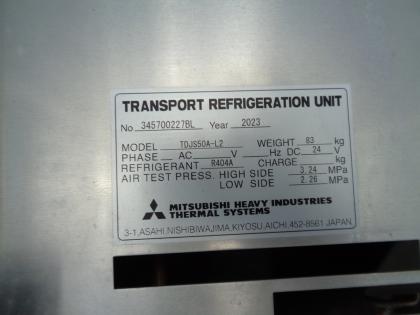 TRANSPORT REFRIGERATION UNIT
No 345700227BL Year 2023
MODEL TDJS50A-L2 WEIGHT 83 kg
PHASE AC V Hz DC 24 V
REFRIGERANT R404A CHARGE kg
AIR TEST PRESS. HIGH SIDE 3.24 MPa
LOW SIDE 2.26 MPa
MITSUBISHI HEAVY INDUSTRIES
THERMAL SYSTEMS
3-1,ASAHI,NISHIBIWAJIMA,KIYOSU,AICHI,452-8561,JAPAN